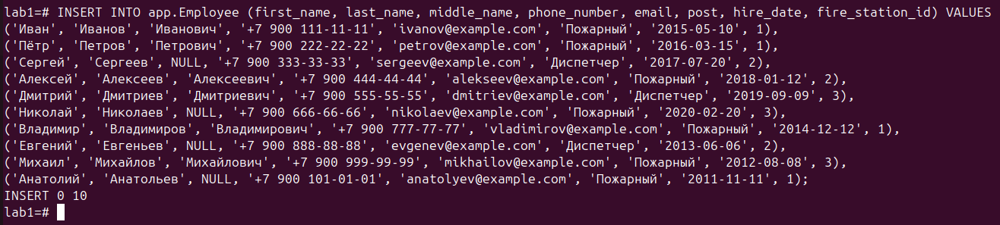 lab1=# INSERT INTO app.Employee (first_name, last_name, middle_name, phone_number, email, post, hire_date, fire_station_id) VALUES
('Иван', 'Иванов', 'Иванович', '+7 900 111-11-11', 'ivanov@example.com', 'Пожарный', '2015-05-10', 1),
('Пётр', 'Петров', 'Петрович', '+7 900 222-22-22', 'petrov@example.com', 'Пожарный', '2016-03-15', 1),
('Сергей', 'Сергеев', NULL, '+7 900 333-33-33', 'sergeev@example.com', 'Диспетчер', '2017-07-20', 2),
('Алексей', 'Алексеев', 'Алексеевич', '+7 900 444-44-44', 'alekseev@example.com', 'Пожарный', '2018-01-12', 2),
('Дмитрий', 'Дмитриев', 'Дмитриевич', '+7 900 555-55-55', 'dmitriev@example.com', 'Диспетчер', '2019-09-09', 3),
('Николай', 'Николаев', NULL, '+7 900 666-66-66', 'nikolaev@example.com', 'Пожарный', '2020-02-20', 3),
('Владимир', 'Владимиров', 'Владимирович', '+7 900 777-77-77', 'vladimirov@example.com', 'Пожарный', '2014-12-12', 1),
('Евгений', 'Евгеньев', NULL, '+7 900 888-88-88', 'evgenev@example.com', 'Диспетчер', '2013-06-06', 2),
('Михаил', 'Михайлов', 'Михайлович', '+7 900 999-99-99', 'mikhailov@example.com', 'Пожарный', '2012-08-08', 3),
('Анатолий', 'Анатольев', NULL, '+7 900 101-01-01', 'anatolyev@example.com', 'Пожарный', '2011-11-11', 1);
INSERT 0 10
lab1=#